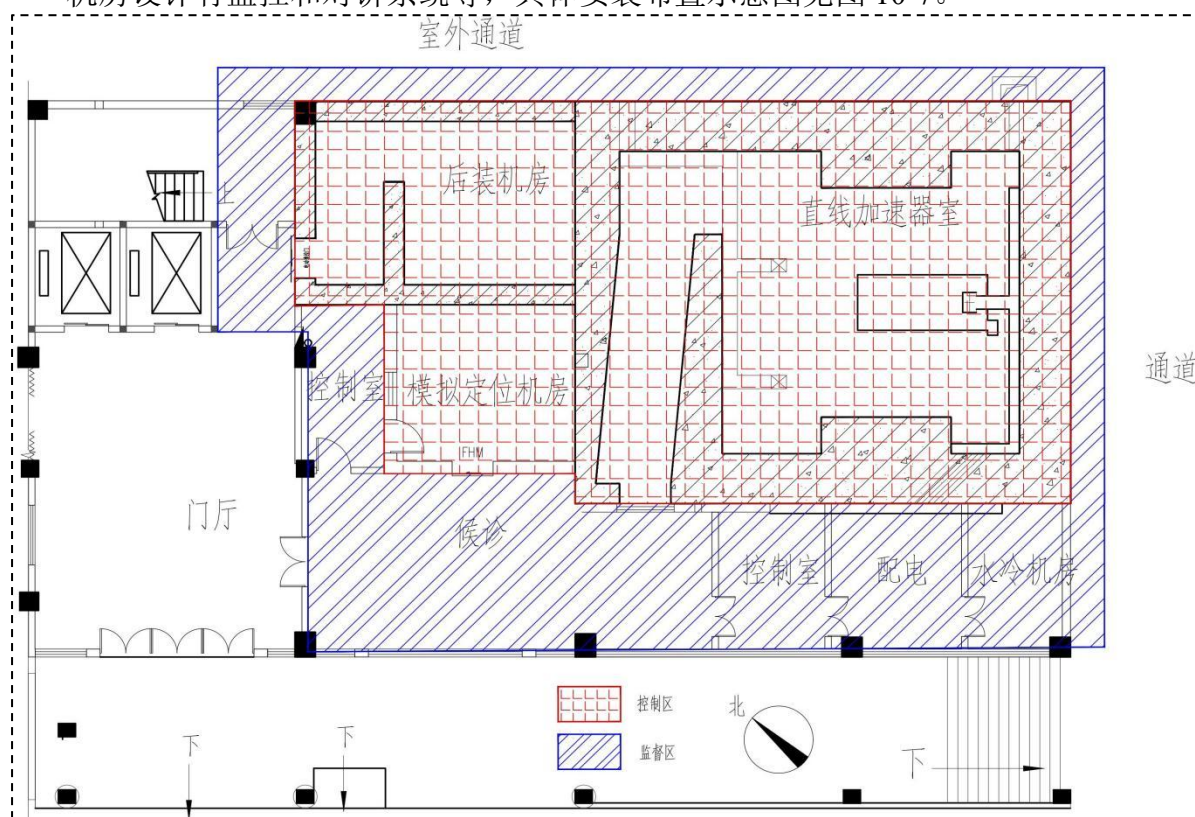 机房设计有监控和对讲系统等，具体安装布置示意图见图 10-7。
室外通道
后装机房
直线加速器室
上
控制室
模拟定位机房
FHM
通道
门厅
候诊
控制室
配电
水冷机房
控制区
北
监督区
下
下
下